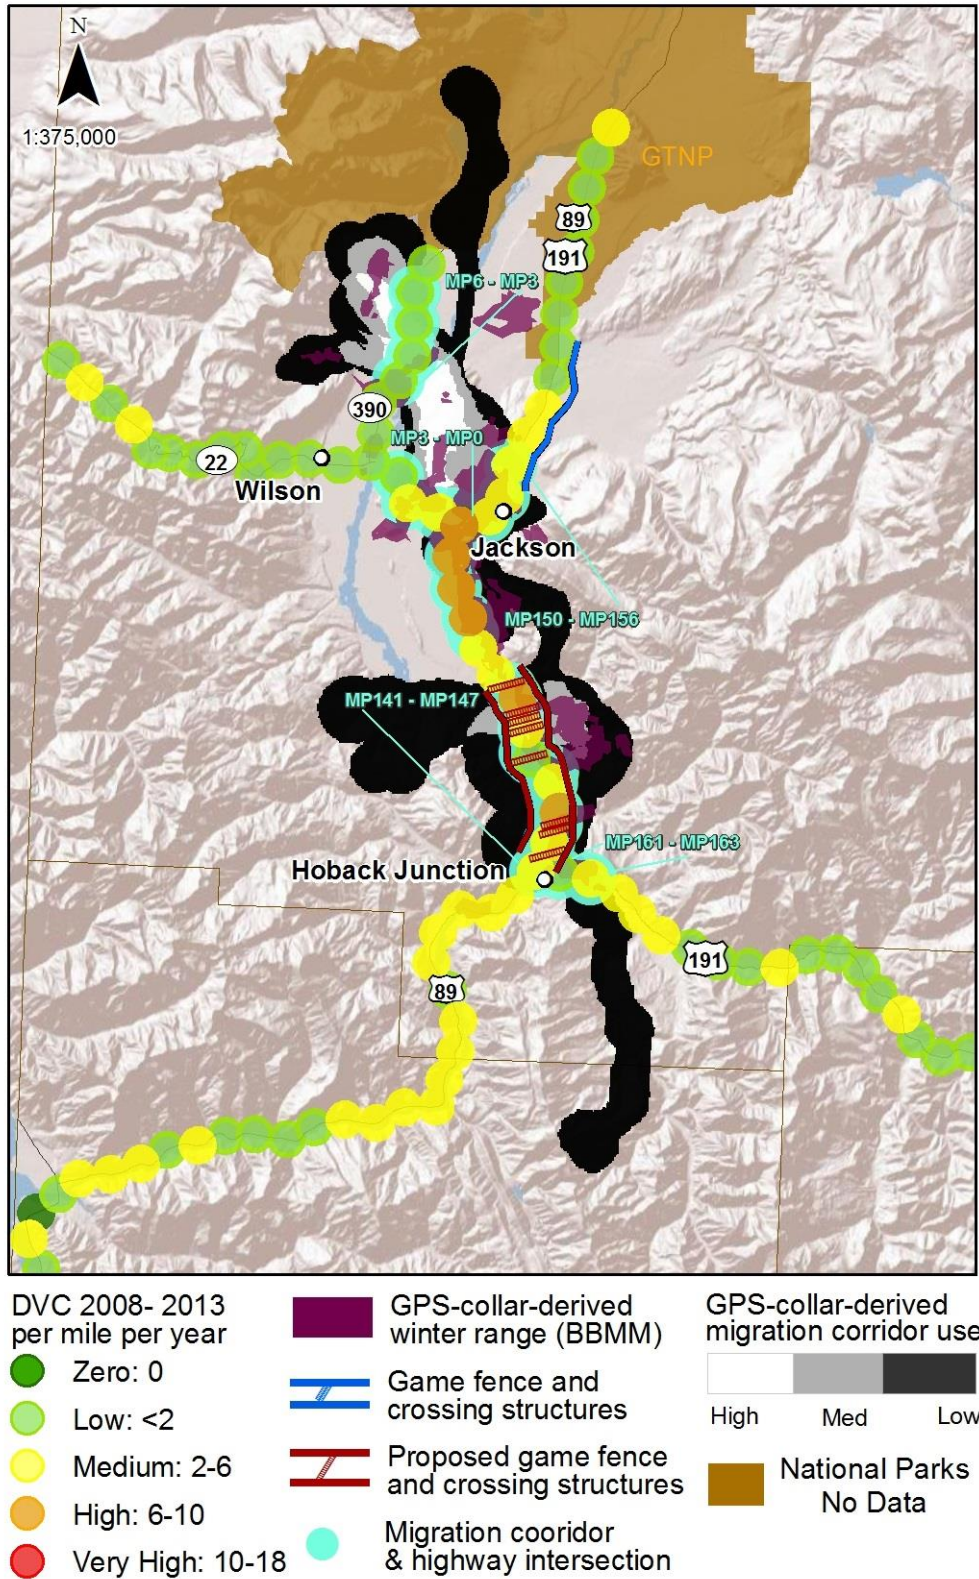 N
1:375,000
GTNP
89
191
MP6 - MP3
390
MP3 - MP0
22
Wilson
Jackson
MP150 - MP156
MP141 - MP147
MP161 - MP163
Hoback Junction
191
89
DVC 2008- 2013
per mile per year
Zero: 0
Low: <2
Medium: 2-6
High: 6-10
Very High: 10-18
GPS-collar-derived
winter range (BBMM)
Game fence and
crossing structures
Proposed game fence
and crossing structures
Migration cooridor
& highway intersection
GPS-collar-derived
migration corridor use
High Med Low
National Parks
No Data